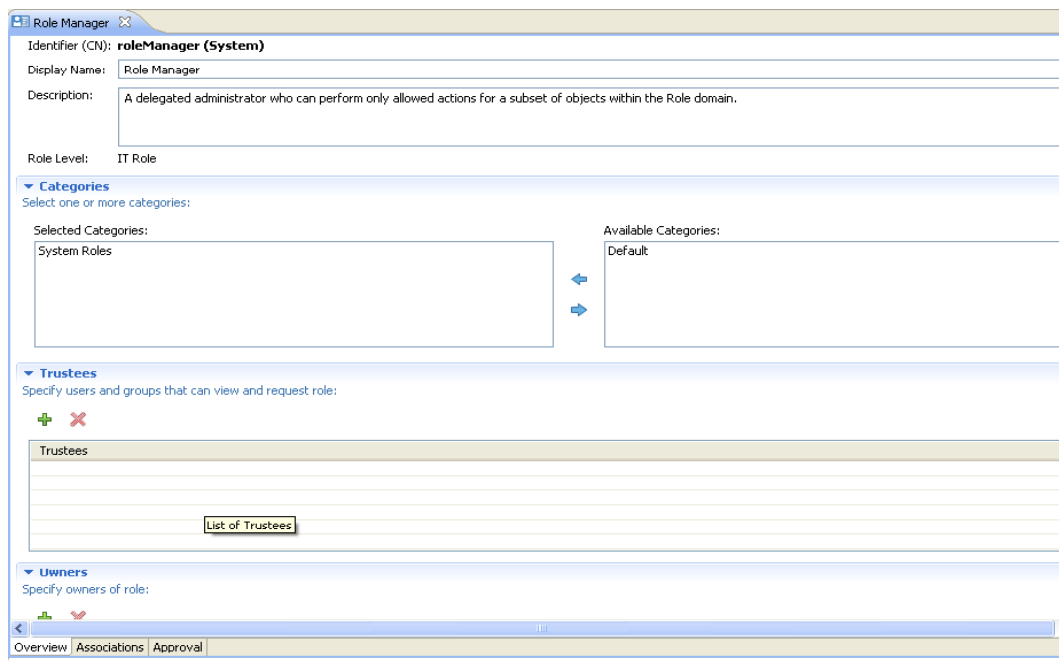 Role Manager
Identifier (CN): roleManager (System)
Display Name: Role Manager
Description: A delegated administrator who can perform only allowed actions for a subset of objects within the Role domain.
Role Level: IT Role
Categories
Select one or more categories:
Selected Categories: Available Categories:
System Roles Default
Trustees
Specify users and groups that can view and request role:
Trustees
List of Trustees
Owners
Specify owners of role:
Overview Associations Approval